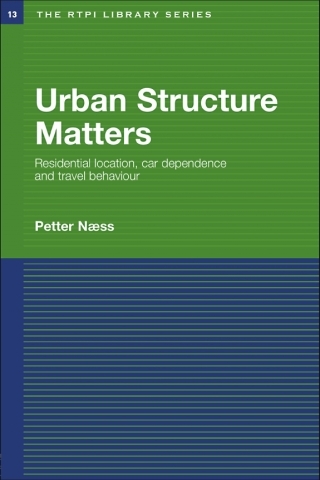 13 THE RTPI LIBRARY SERIES
Urban Structure
Matters
Residential location, car dependence
and travel behaviour
Petter Næss